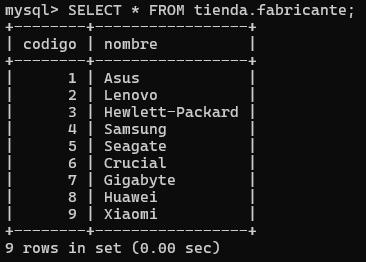 mysql> SELECT * FROM tienda.fabricante;
+--------+-----------------+
| codigo | nombre          |
+--------+-----------------+
|      1 | Asus            |
|      2 | Lenovo          |
|      3 | Hewlett-Packard |
|      4 | Samsung         |
|      5 | Seagate         |
|      6 | Crucial         |
|      7 | Gigabyte        |
|      8 | Huawei          |
|      9 | Xiaomi          |
+--------+-----------------+
9 rows in set (0.00 sec)